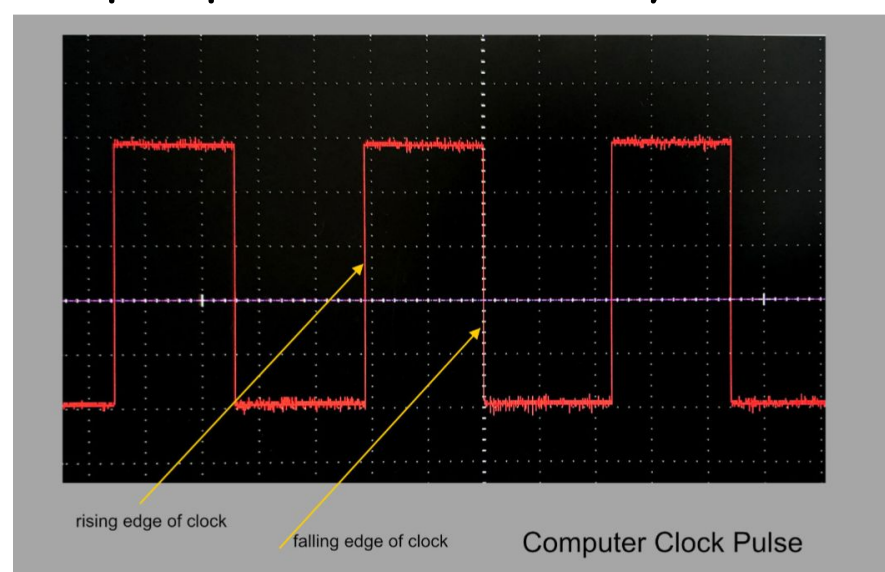 rising edge of clock
falling edge of clock
Computer Clock Pulse